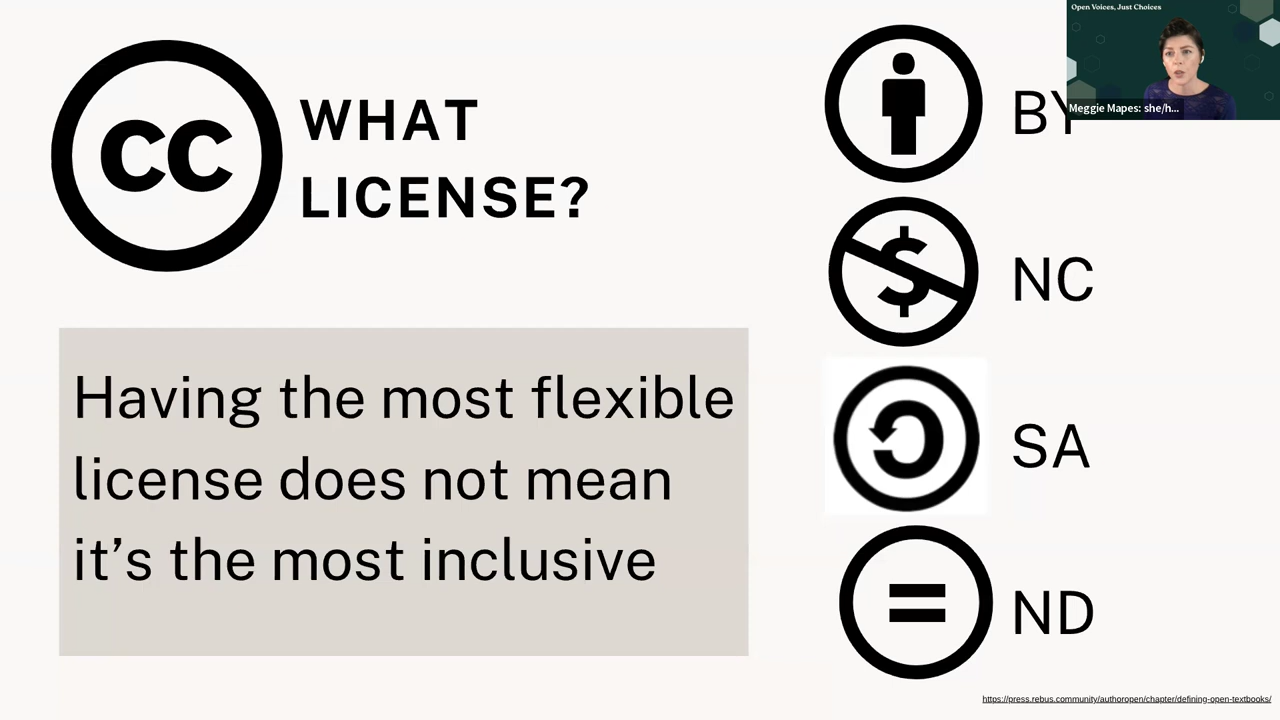 Open Voices, Just Choices
Meggie Mapes: she/h...
cc
WHAT
LICENSE?
BY
NC
SA
ND
Having the most flexible
license does not mean
it’s the most inclusive
https://press.rebus.community/authoropen/chapter/defining-open-textbooks/